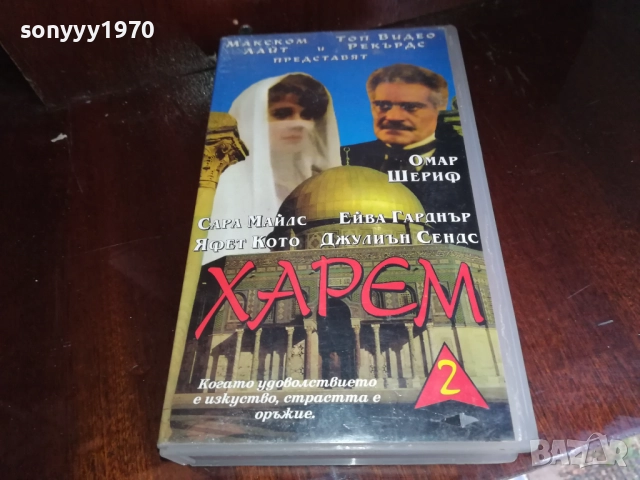 sonyyy1970
Макском Топ Видео
Лайт и Рекърдс
представят
Омар
Шериф
Сара Майлс Ейва Гарднър
Яфет Кото Джулиън Сендс
ХАРЕМ
Когато удоволствието
е изкуство, страстта е
оръжие.
2
BAZAR